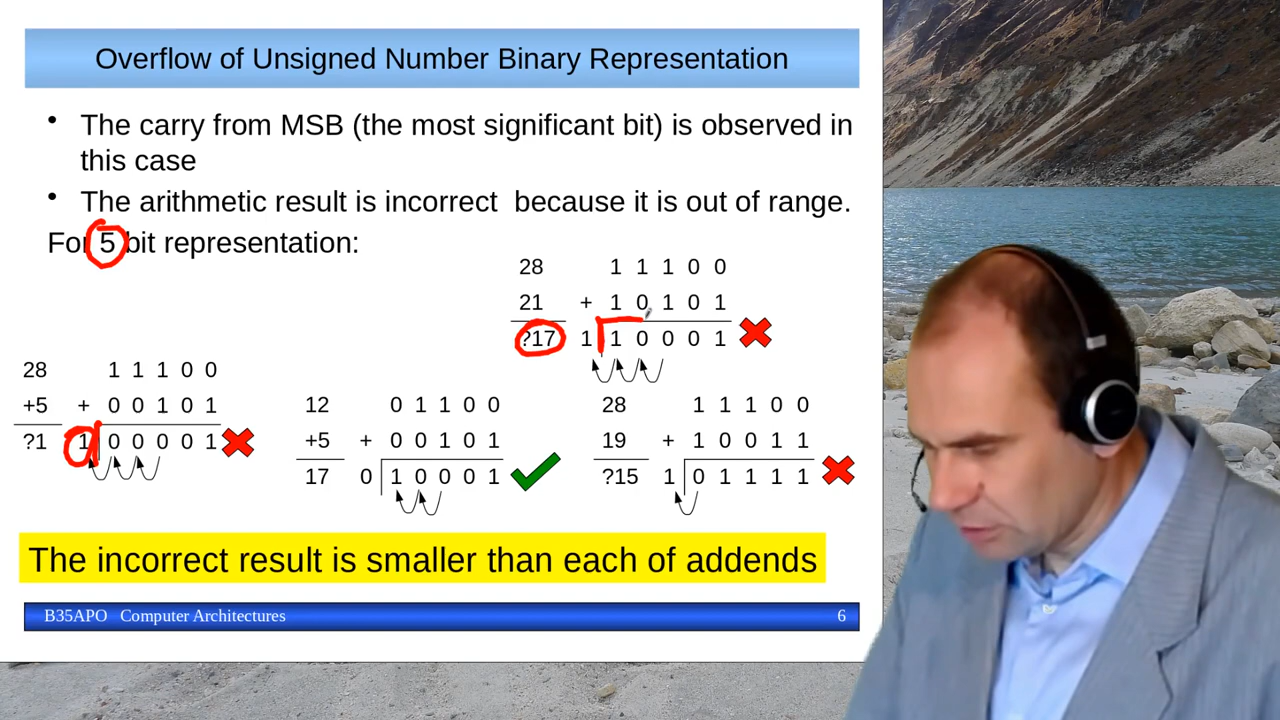 Overflow of Unsigned Number Binary Representation
• The carry from MSB (the most significant bit) is observed in
this case
• The arithmetic result is incorrect because it is out of range.
For 5 bit representation:
28 1 1 1 0 0
21 + 1 0 1 0 1
?17 1 1 0 0 0 1
28 1 1 1 0 0
+5 + 0 0 1 0 1
?1 1 0 0 0 0 1
12 0 1 1 0 0
+5 + 0 0 1 0 1
17 0 1 0 0 0 1
28 1 1 1 0 0
19 + 1 0 0 1 1
?15 1 0 1 1 1 1
The incorrect result is smaller than each of addends
B35APO Computer Architectures 6